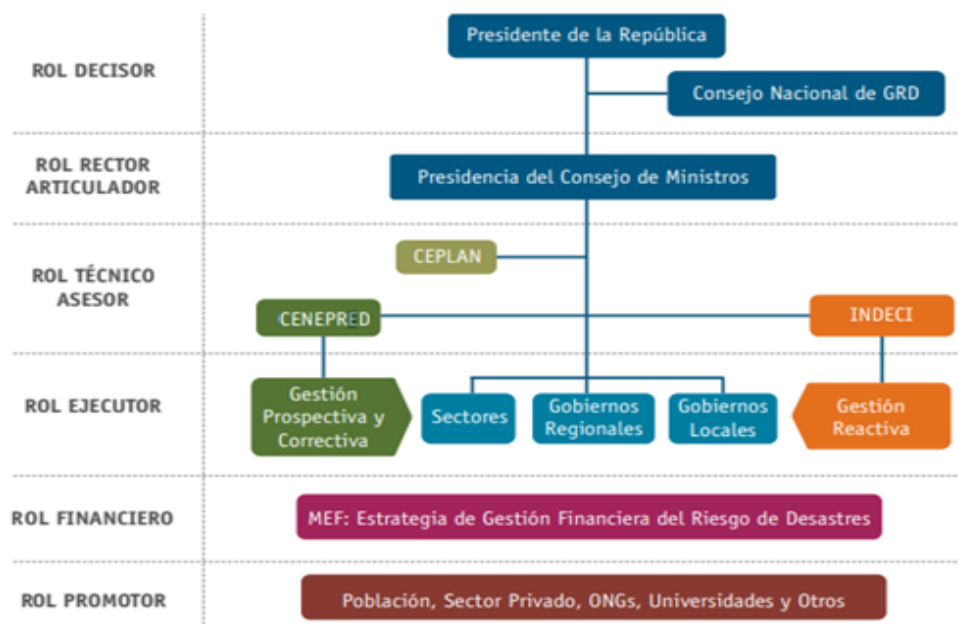 Presidente de la República
ROL DECISOR
Consejo Nacional de GRD
ROL RECTOR
ARTICULADOR
Presidencia del Consejo de Ministros
CEPLAN
ROL TÉCNICO
ASESOR
CENEPRED
INDECI
ROL EJECUTOR
Gestión
Prospectiva y
Correctiva
Sectores
Gobiernos
Regionales
Gobiernos
Locales
Gestión
Reactiva
ROL FINANCIERO
MEF: Estrategia de Gestión Financiera del Riesgo de Desastres
ROL PROMOTOR
Población, Sector Privado, ONGs, Universidades y Otros